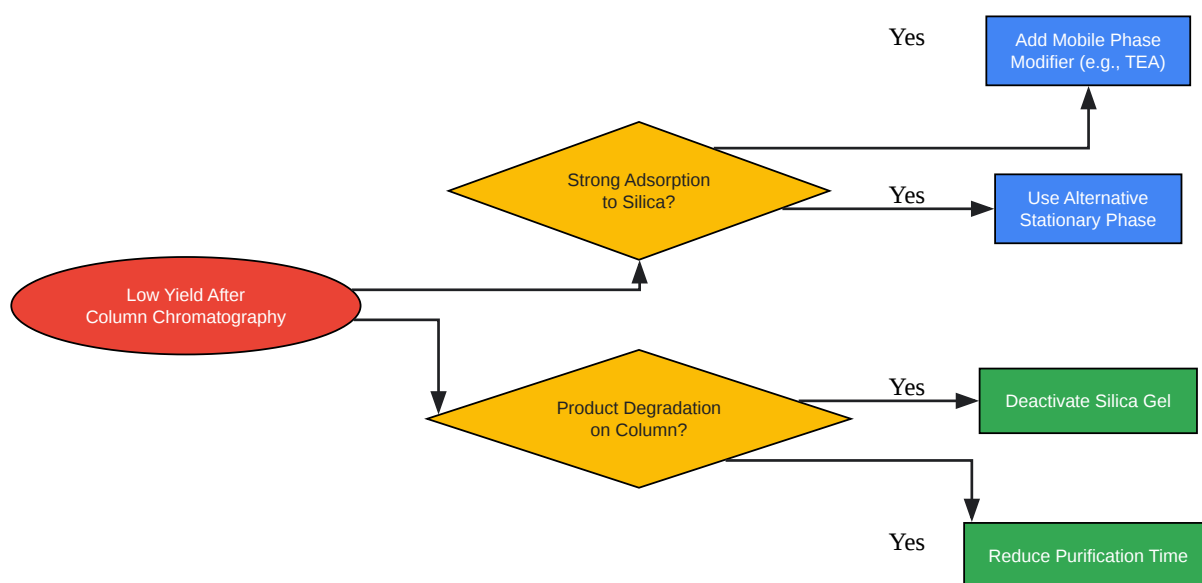 Yes
Add Mobile Phase
Modifier (e.g., TEA)
Strong Adsorption
to Silica?
Yes
Use Alternative
Stationary Phase
Low Yield After
Column Chromatography
Product Degradation
on Column?
Yes
Deactivate Silica Gel
Yes
Reduce Purification Time